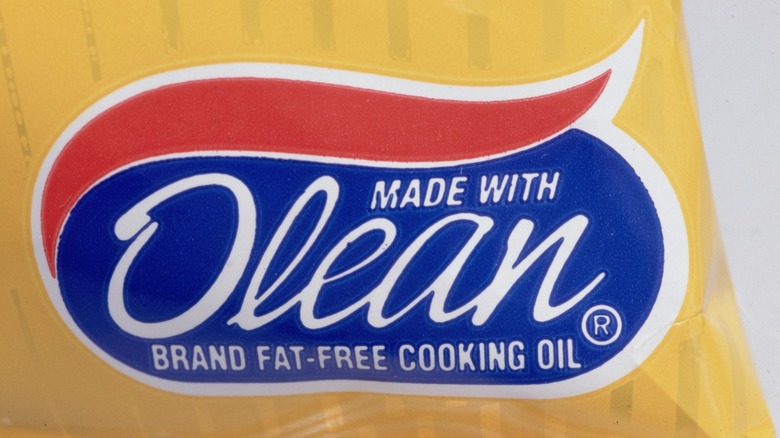 MADE WITH
Olean ®
BRAND FAT-FREE COOKING OIL